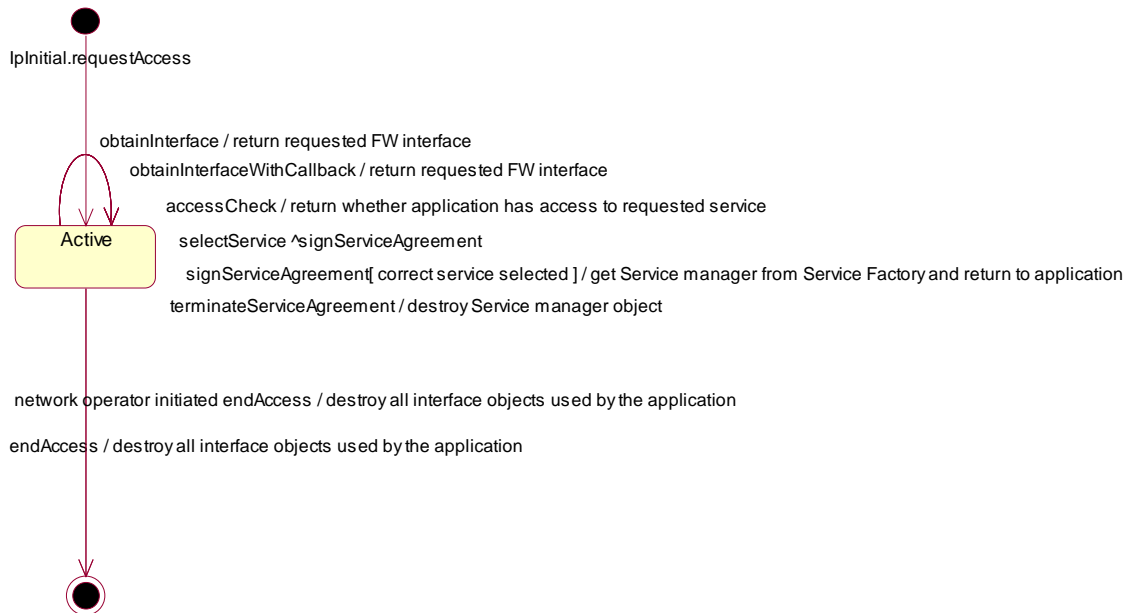 IpInitial.requestAccess
obtainInterface / return requested FW interface
obtainInterfaceWithCallback / return requested FW interface
accessCheck / return whether application has access to requested service
Active
selectService ^signServiceAgreement
signServiceAgreement[ correct service selected ] / get Service manager from Service Factory and return to application
terminateServiceAgreement / destroy Service manager object
network operator initiated endAccess / destroy all interface objects used by the application
endAccess / destroy all interface objects used by the application